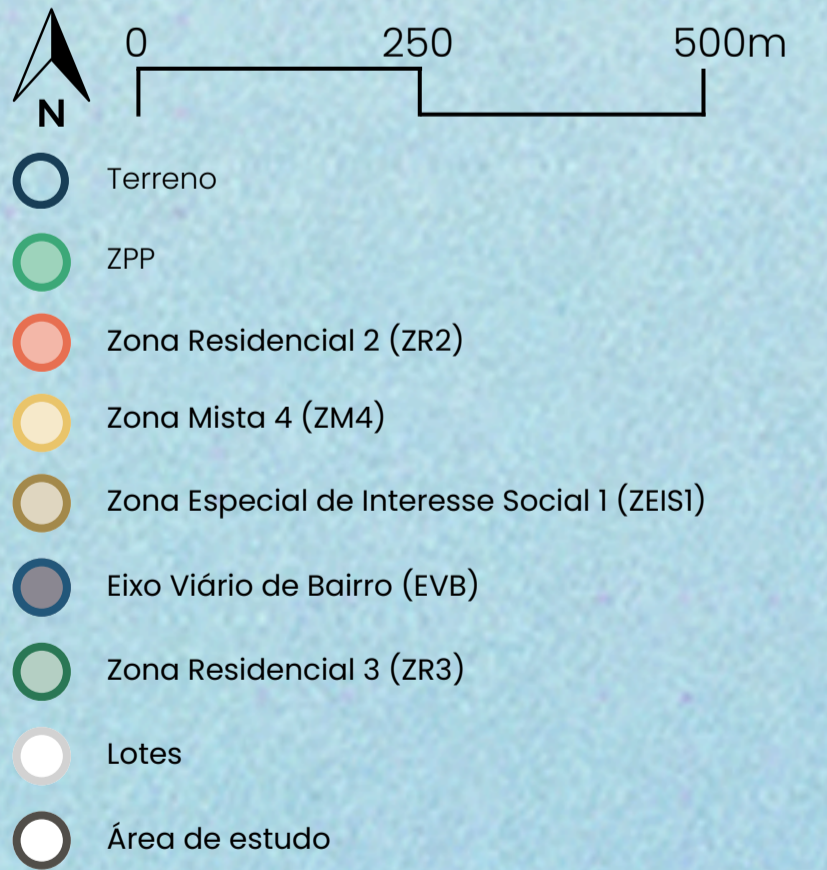 0 250 500m
N
Terreno
ZPP
Zona Residencial 2 (ZR2)
Zona Mista 4 (ZM4)
Zona Especial de Interesse Social 1 (ZEIS1)
Eixo Viário de Bairro (EVB)
Zona Residencial 3 (ZR3)
Lotes
Área de estudo